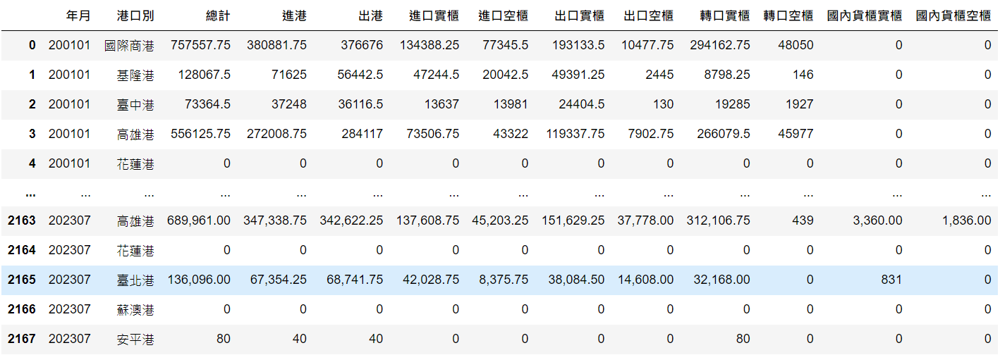 年月 港口別 總計 進港 出港 進口實櫃 進口空櫃 出口實櫃 出口空櫃 轉口實櫃 轉口空櫃 國內貨櫃實櫃 國內貨櫃空櫃
0 200101 國際商港 757557.75 380881.75 376676 134388.25 77345.5 193133.5 10477.75 294162.75 48050 0 0
1 200101 基隆港 128067.5 71625 56442.5 47244.5 20042.5 49391.25 2445 8798.25 146 0 0
2 200101 臺中港 73364.5 37248 36116.5 13637 13981 24404.5 130 19285 1927 0 0
3 200101 高雄港 556125.75 272008.75 284117 73506.75 43322 119337.75 7902.75 266079.5 45977 0 0
4 200101 花蓮港 0 0 0 0 0 0 0 0 0 0 0
... ... ... ... ... ... ... ... ... ... ... ... ... ...
2163 202307 高雄港 689,961.00 347,338.75 342,622.25 137,608.75 45,203.25 151,629.25 37,778.00 312,106.75 439 3,360.00 1,836.00
2164 202307 花蓮港 0 0 0 0 0 0 0 0 0 0 0
2165 202307 臺北港 136,096.00 67,354.25 68,741.75 42,028.75 8,375.75 38,084.50 14,608.00 32,168.00 0 831 0
2166 202307 蘇澳港 0 0 0 0 0 0 0 0 0 0 0
2167 202307 安平港 80 40 40 0 0 0 0 80 0 0 0